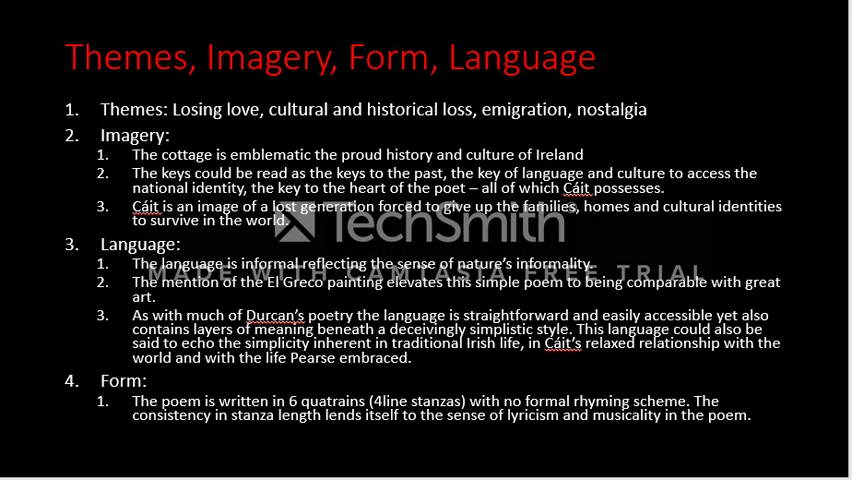 Themes, Imagery, Form, Language
1. Themes: Losing love, cultural and historical loss, emigration, nostalgia
2. Imagery:
1. The cottage is emblematic the proud history and culture of Ireland
2. The keys could be read as the keys to the past, the key of language and culture to access the
national identity, the key to the heart of the poet – all of which Cáit possesses.
3. Cáit is an image of a lost generation forced to give up the families, homes and cultural identities
to survive in the world.
TechSmith
3. Language:
1. The language is informal reflecting the sense of nature's informality.
MADE WITH CAMTASIA FREE TRIAL
2. The mention of the El Greco painting elevates this simple poem to being comparable with great
art.
3. As with much of Durcan's poetry the language is straightforward and easily accessible yet also
contains layers of meaning beneath a deceivingly simplistic style. This language could also be
said to echo the simplicity inherent in traditional Irish life, in Cáit's relaxed relationship with the
world and with the life Pearse embraced.
4. Form:
1. The poem is written in 6 quatrains (4line stanzas) with no formal rhyming scheme. The
consistency in stanza length lends itself to the sense of lyricism and musicality in the poem.